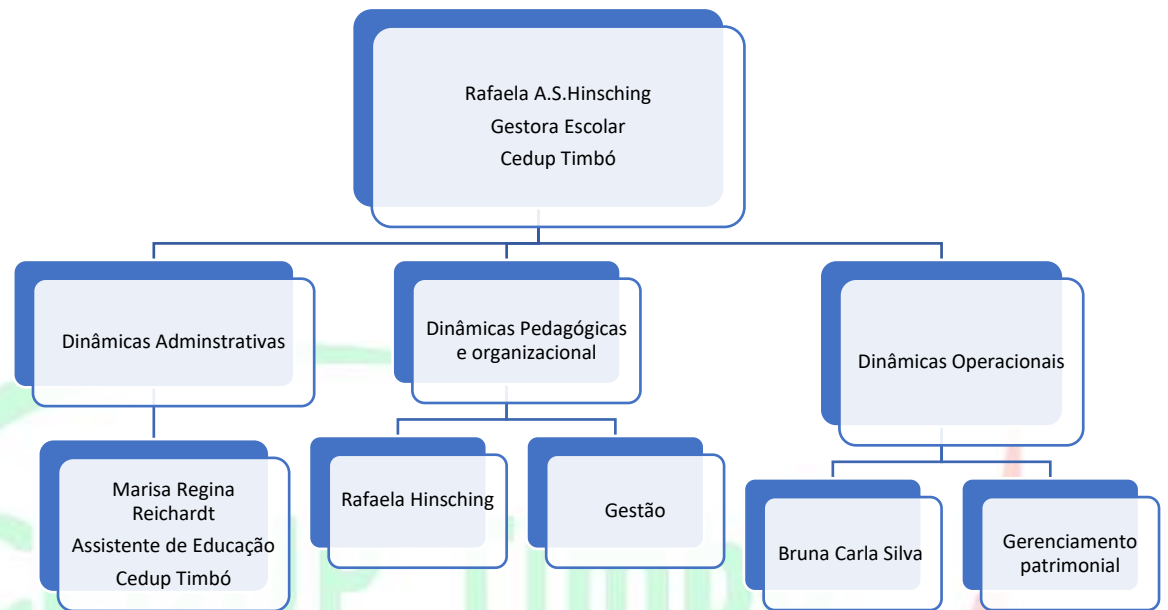 Rafaela A.S.Hinsching
Gestora Escolar
Cedup Timbó
Dinâmicas Adminstrativas
Dinâmicas Pedagógicas
e organizacional
Dinâmicas Operacionais
Marisa Regina
Reichardt
Assistente de Educação
Cedup Timbó
Rafaela Hinsching
Gestão
Bruna Carla Silva
Gerenciamento
patrimonial